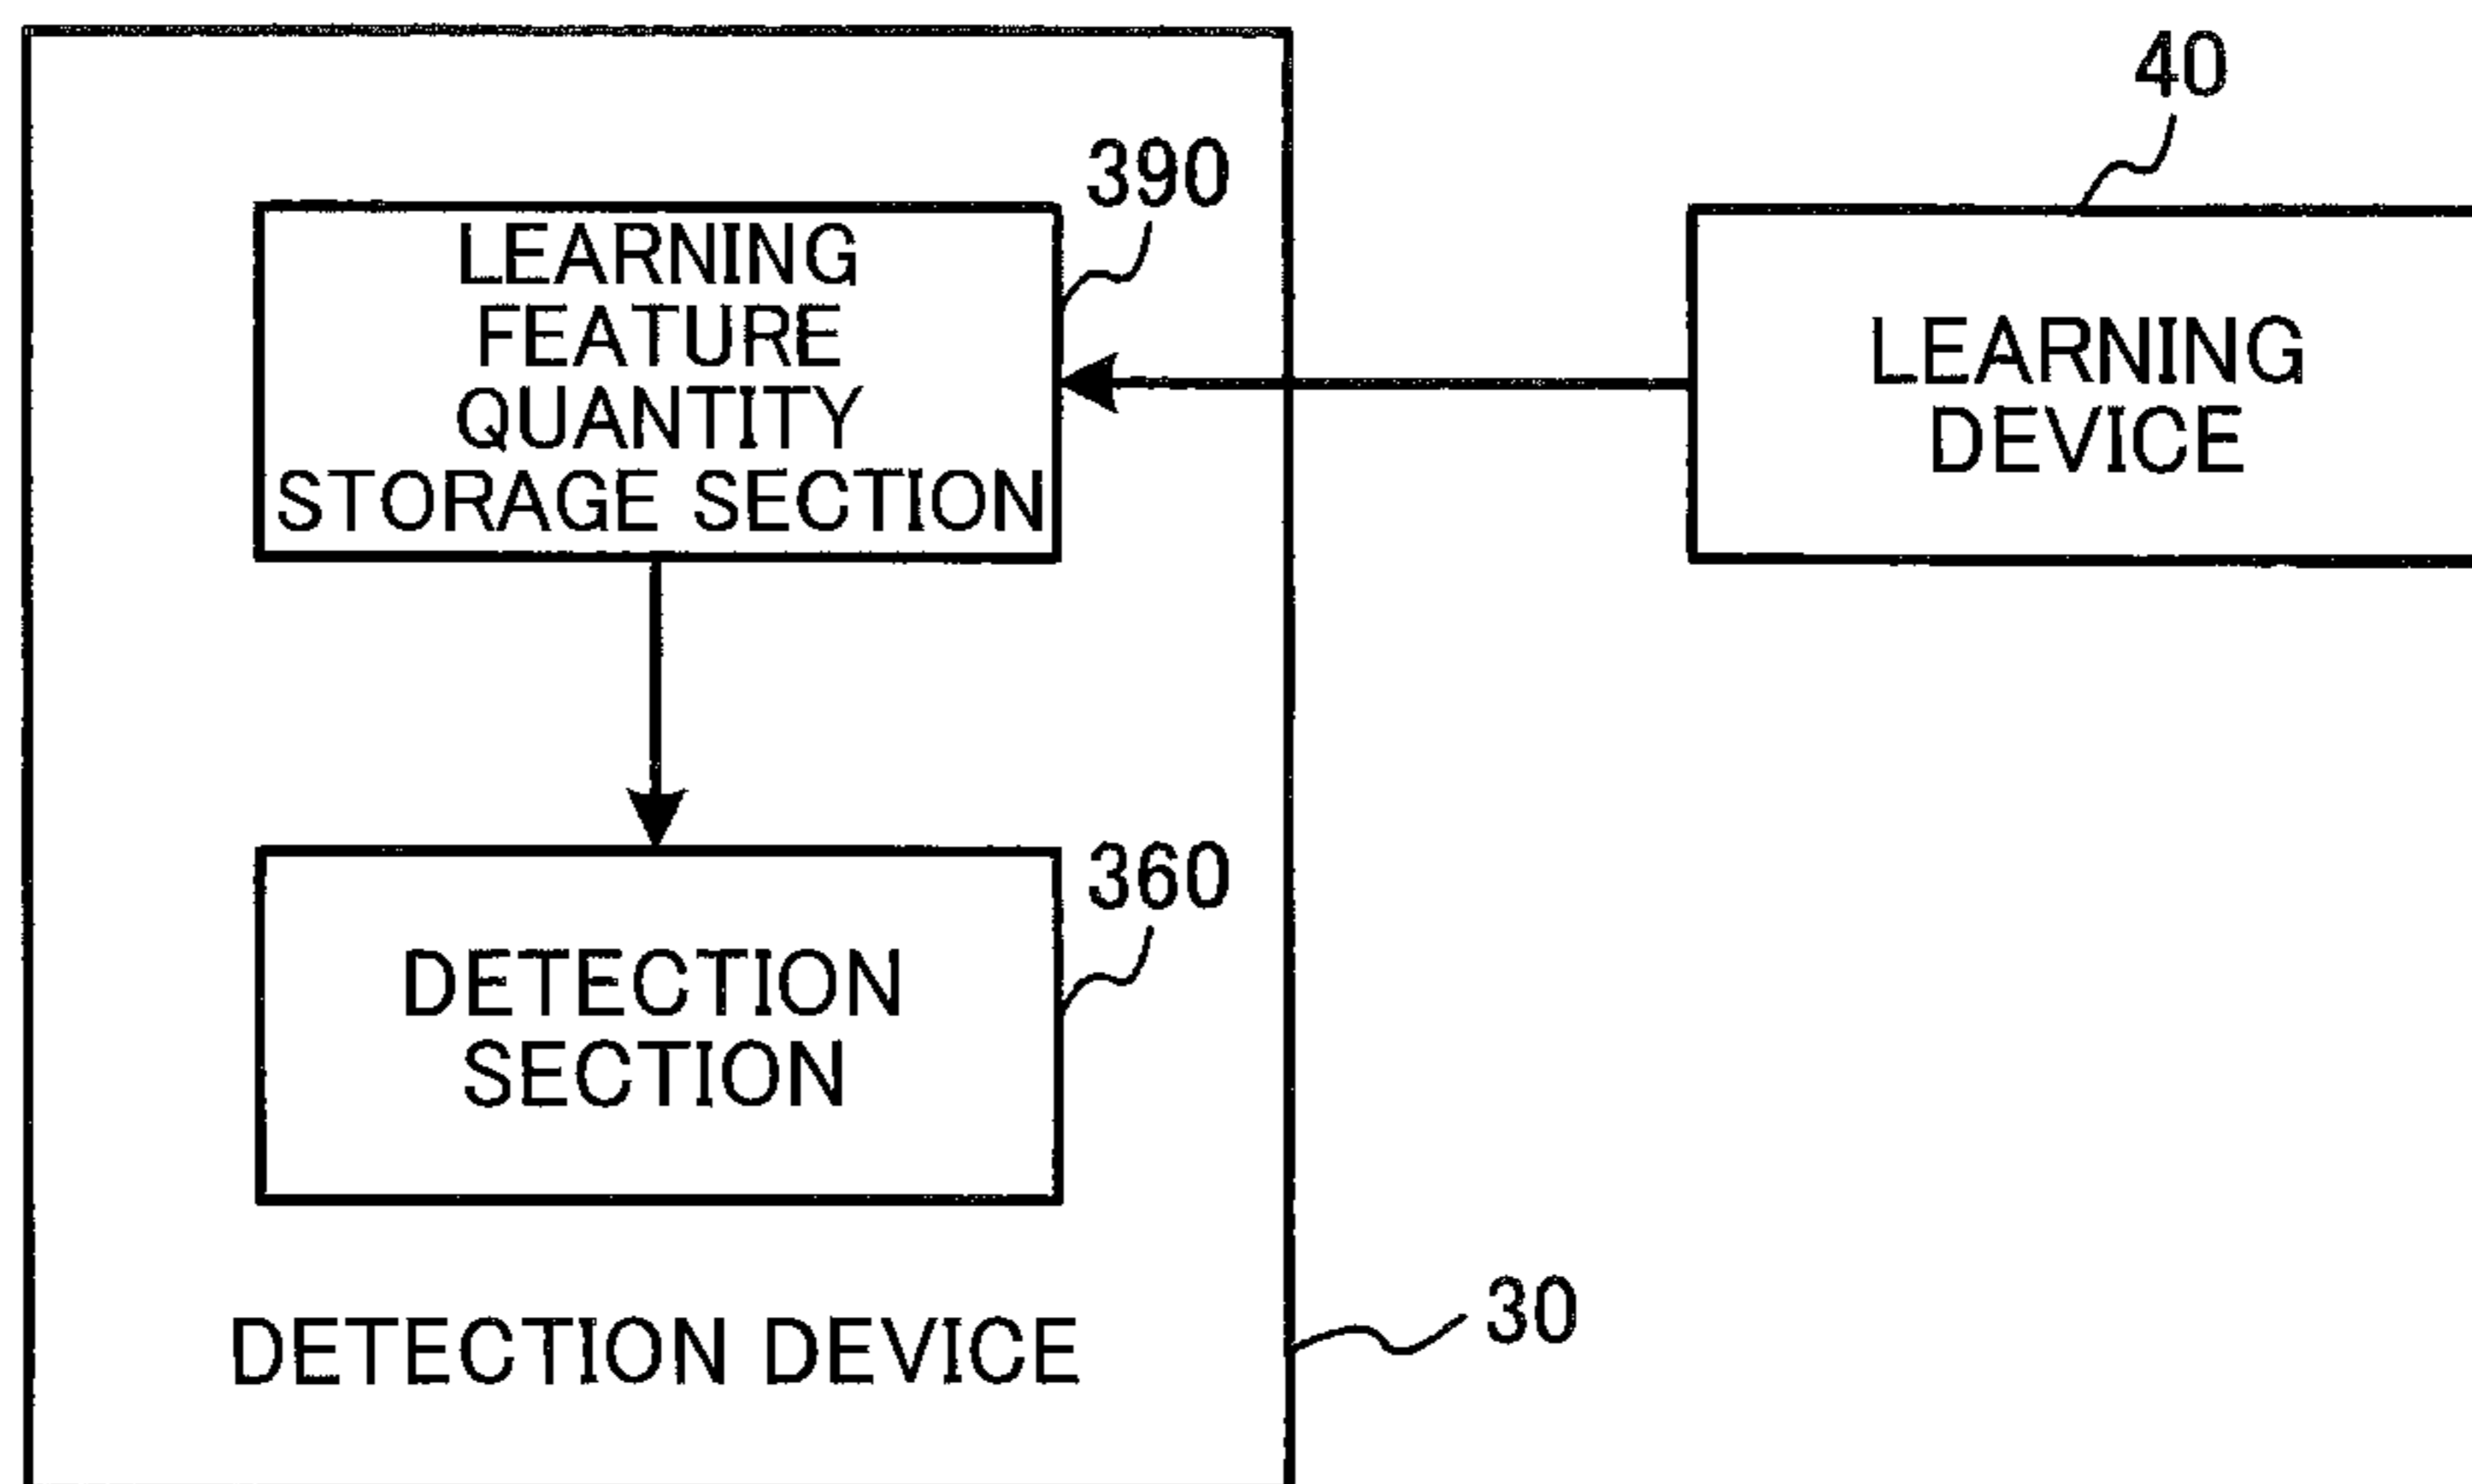 40
390
LEARNING
FEATURE
QUANTITY
STORAGE SECTION
LEARNING
DEVICE
360
DETECTION
SECTION
30
DETECTION DEVICE